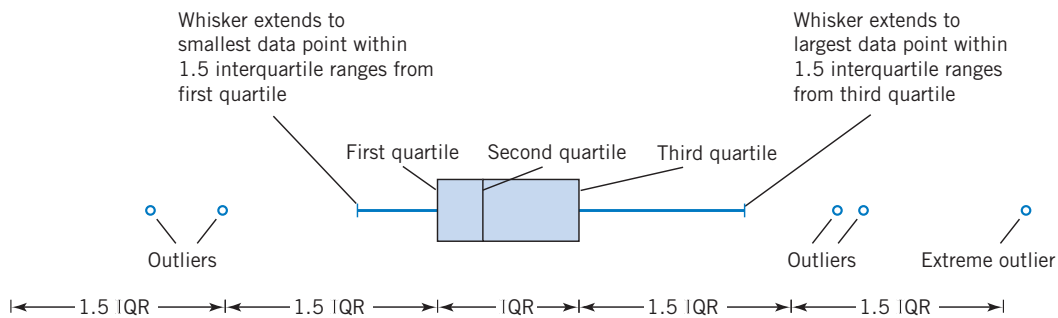 Whisker extends to
smallest data point within
1.5 interquartile ranges from
first quartile
Whisker extends to
largest data point within
1.5 interquartile ranges
from third quartile
First quartile
Second quartile
Third quartile
Outliers
Outliers
Extreme outlier
1.5 IQR
1.5 IQR
IQR
1.5 IQR
1.5 IQR